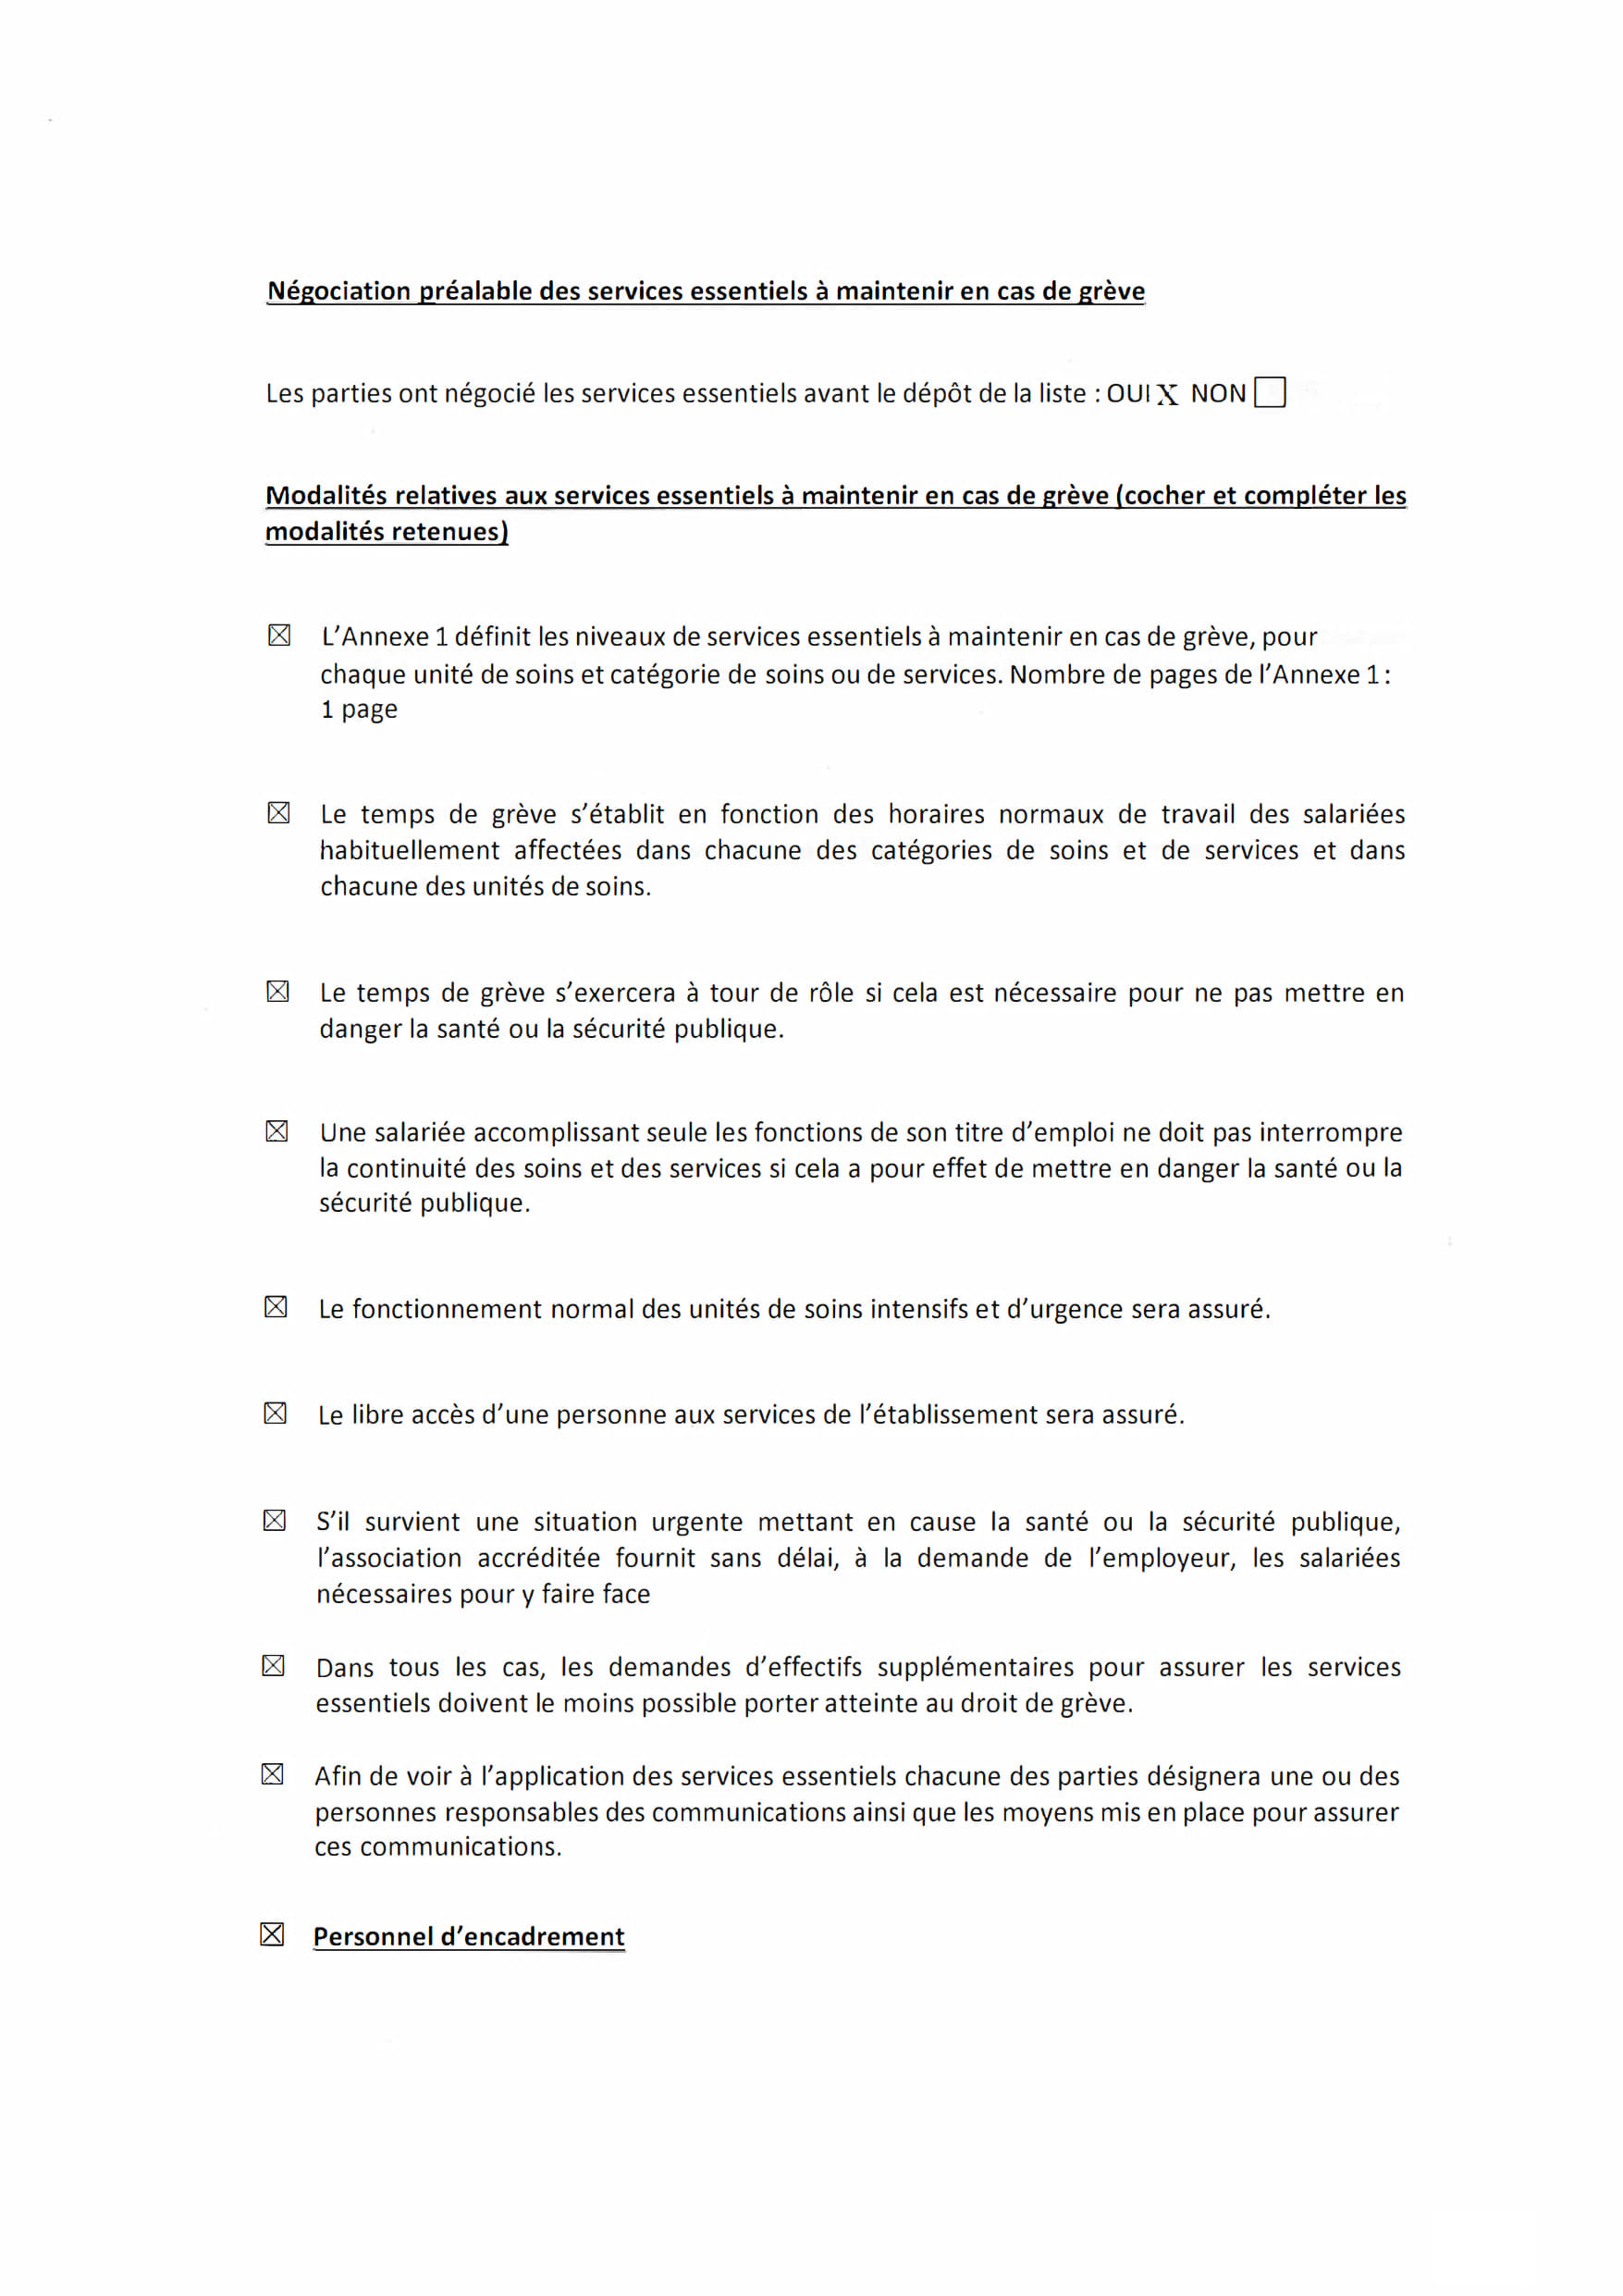 Négociation préalable des services essentiels à maintenir en cas de grève
Les parties ont négocié les services essentiels avant le dépôt de la liste : OUI X NON ☐
Modalités relatives aux services essentiels à maintenir en cas de grève (cocher et compléter les
modalités retenues)
☒ L'Annexe 1 définit les niveaux de services essentiels à maintenir en cas de grève, pour
chaque unité de soins et catégorie de soins ou de services. Nombre de pages de l'Annexe 1 :
1 page
☒ Le temps de grève s'établit en fonction des horaires normaux de travail des salariées
habituellement affectées dans chacune des catégories de soins et de services et dans
chacune des unités de soins.
☒ Le temps de grève s'exercera à tour de rôle si cela est nécessaire pour ne pas mettre en
danger la santé ou la sécurité publique.
☒ Une salariée accomplissant seule les fonctions de son titre d'emploi ne doit pas interrompre
la continuité des soins et des services si cela a pour effet de mettre en danger la santé ou la
sécurité publique.
☒ Le fonctionnement normal des unités de soins intensifs et d'urgence sera assuré.
☒ Le libre accès d'une personne aux services de l'établissement sera assuré.
☒ S'il survient une situation urgente mettant en cause la santé ou la sécurité publique,
l'association accréditée fournit sans délai, à la demande de l'employeur, les salariées
nécessaires pour y faire face
☒ Dans tous les cas, les demandes d'effectifs supplémentaires pour assurer les services
essentiels doivent le moins possible porter atteinte au droit de grève.
☒ Afin de voir à l'application des services essentiels chacune des parties désignera une ou des
personnes responsables des communications ainsi que les moyens mis en place pour assurer
ces communications.
☒ Personnel d'encadrement